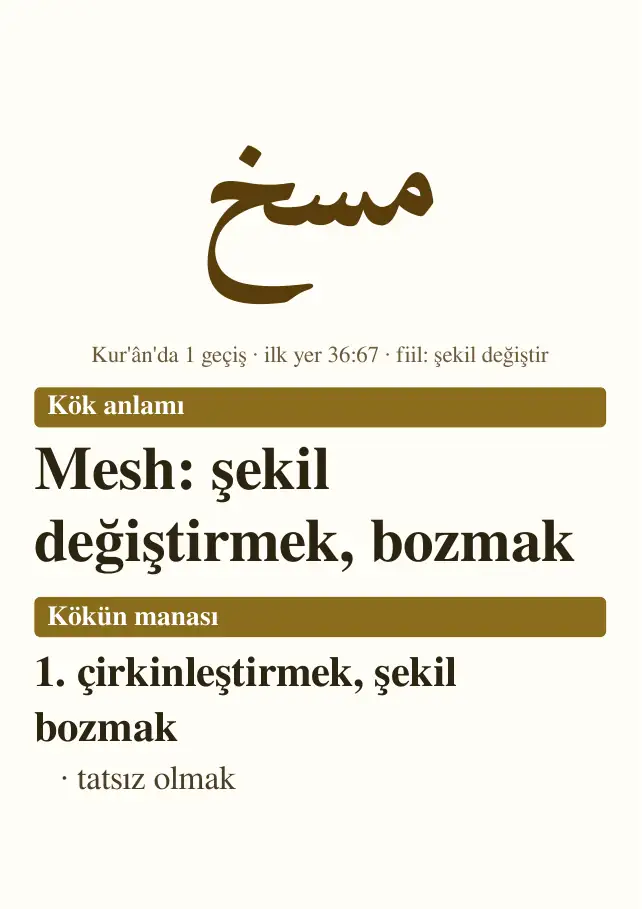 مسخ
Kur'ân'da 1 geçiş · ilk yer 36:67 · fiil: şekil değiştir
Kök anlamı
Mesh: şekil
değiştirmek, bozmak
Kökün manası
1. çirkinleştirmek, şekil
bozmak
· tatsız olmak